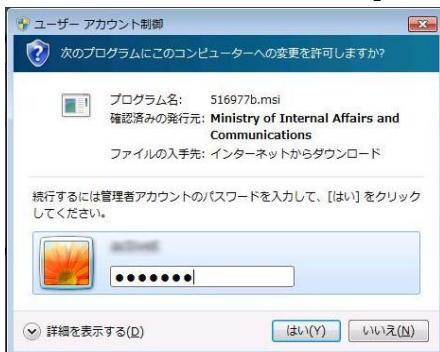 ユーザー アカウント制御
次のプログラムにこのコンピューターへの変更を許可しますか?
プログラム名: 516977b.msi
確認済みの発行元: Ministry of Internal Affairs and
Communications
ファイルの入手先: インターネットからダウンロード
続行するには管理者アカウントのパスワードを入力して、[はい] をクリック
してください。
●●●●●●●
詳細を表示する(D)
はい(Y)
いいえ(N)